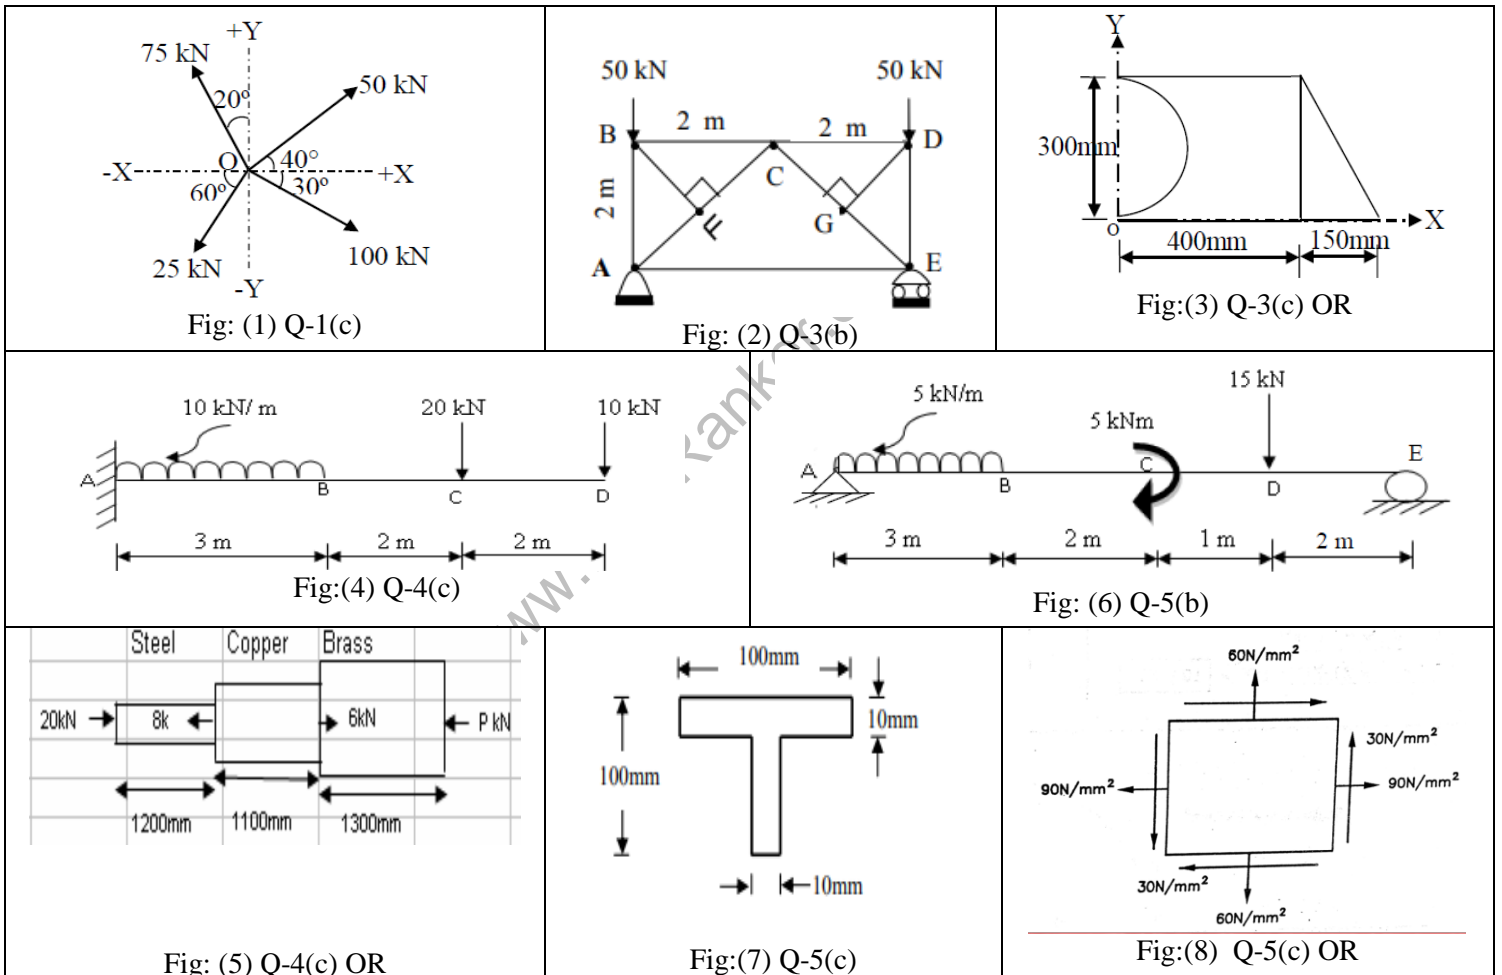 +Y
75 kN
50 kN
20°
O
40°
-X
+X
60°
30°
25 kN
100 kN
-Y
Fig: (1) Q-1(c)
50 kN
50 kN
2 m
2 m
B
D
C
2 m
F
G
A
E
Fig: (2) Q-3(b)
Y
300mm
O
X
400mm
150mm
Fig:(3) Q-3(c) OR
10 kN/ m
20 kN
10 kN
A
B
C
D
3 m
2 m
2 m
Fig:(4) Q-4(c)
5 kN/m
15 kN
5 kNm
A
B
C
D
E
3 m
2 m
1 m
2 m
Fig: (6) Q-5(b)
Steel
Copper
Brass
20kN
8k
6kN
P kN
1200mm
1100mm
1300mm
Fig: (5) Q-4(c) OR
100mm
10mm
100mm
10mm
Fig:(7) Q-5(c)
60N/mm²
30N/mm²
90N/mm²
90N/mm²
30N/mm²
60N/mm²
Fig:(8) Q-5(c) OR